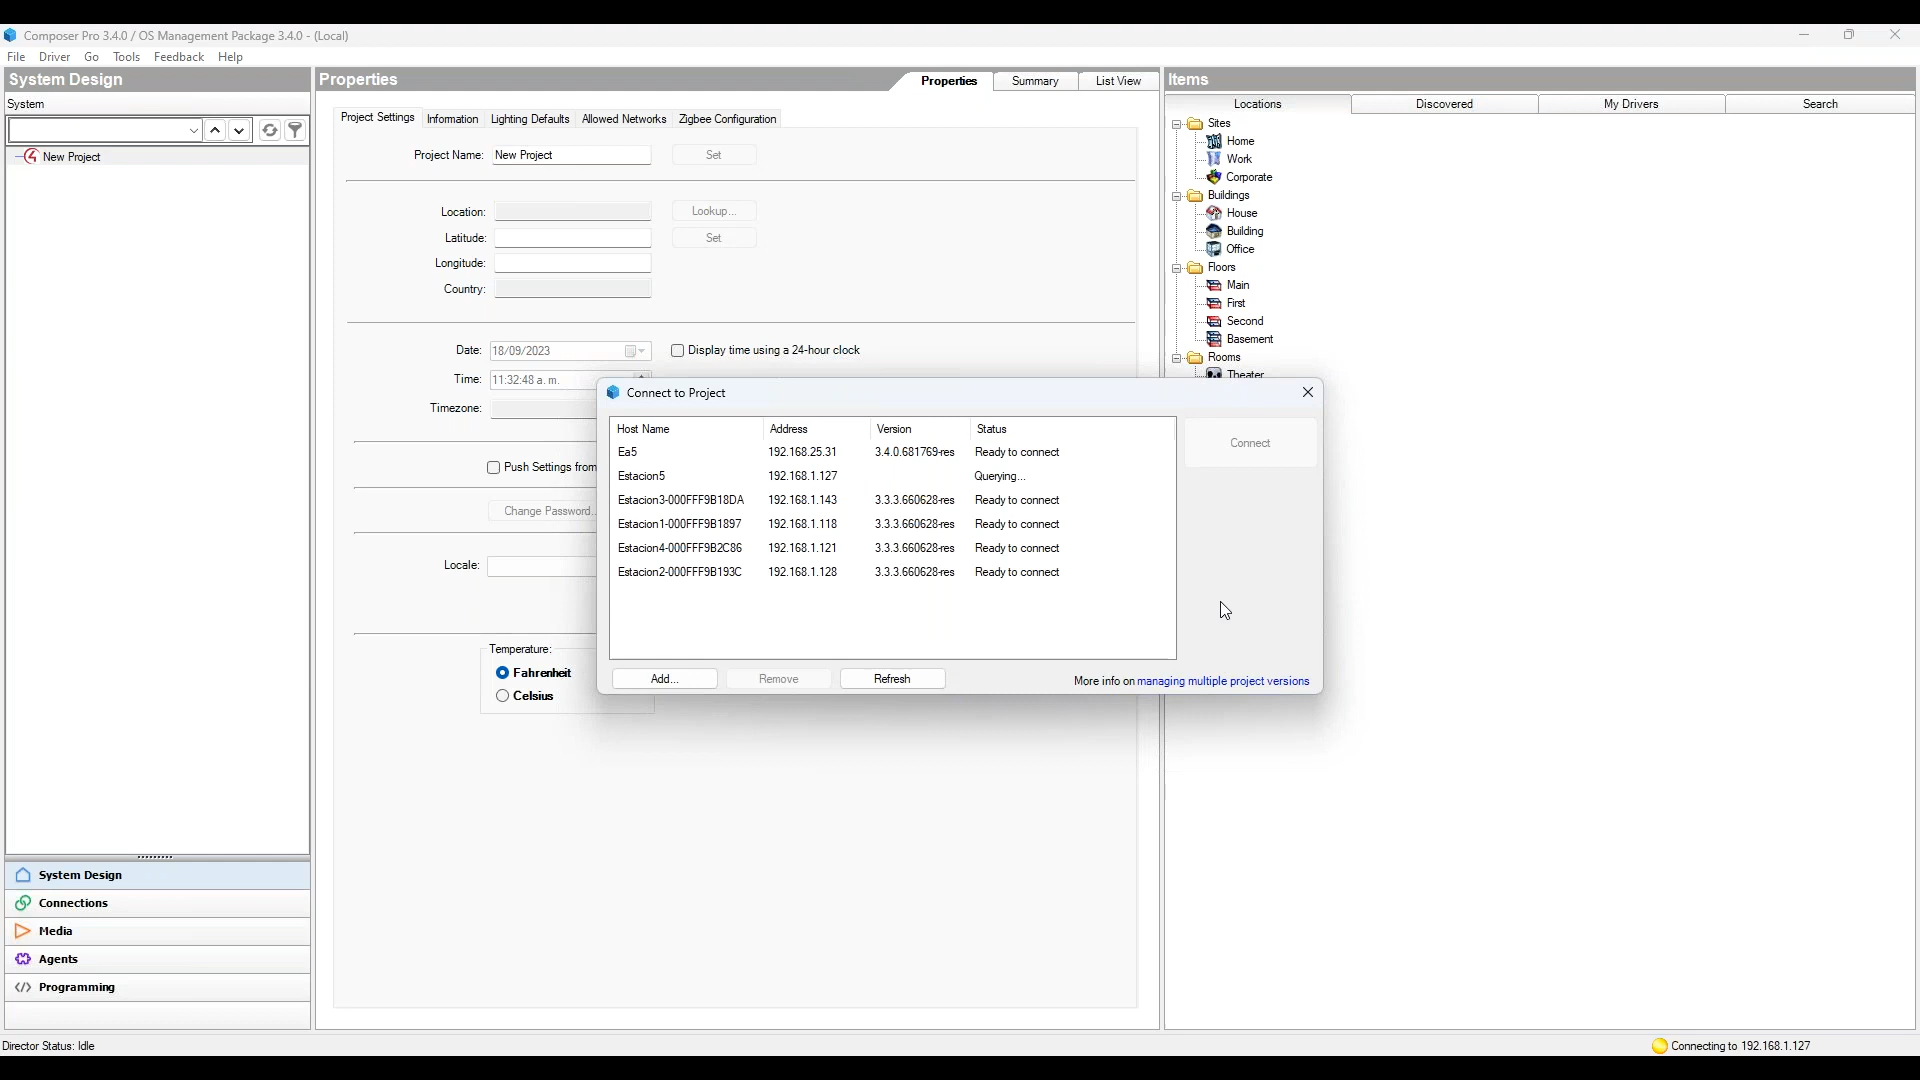 Composer Pro 3.4.0 / OS Management Package 3.4.0 - (Local)
File Driver Go Tools Feedback Help
System Design
System
New Project
System Design
Connections
Media
Agents
Programming
Properties
Properties Summary List View
Project Settings Information Lighting Defaults Allowed Networks Zigbee Configuration
Project Name: New Project Set
Location: Lookup...
Latitude: Set
Longitude:
Country:
Date: 18/09/2023 Display time using a 24-hour clock
Time: 11:32:48 a. m.
Timezone:
Push Settings from
Change Password..
Locale:
Temperature:
Fahrenheit
Celsius
Connect to Project
Host Name Address Version Status
Ea5 192.168.25.31 3.4.0.681769-res Ready to connect
Estacion5 192.168.1.127 Querying...
Estacion3-000FFF9B18DA 192.168.1.143 3.3.3.660628-res Ready to connect
Estacion1-000FFF9B1897 192.168.1.118 3.3.3.660628-res Ready to connect
Estacion4-000FFF9B2C86 192.168.1.121 3.3.3.660628-res Ready to connect
Estacion2-000FFF9B193C 192.168.1.128 3.3.3.660628-res Ready to connect
Connect
Add... Remove Refresh
More info on managing multiple project versions
Items
Locations Discovered My Drivers Search
Sites
Home
Work
Corporate
Buildings
House
Building
Office
Floors
Main
First
Second
Basement
Rooms
Theater
Director Status: Idle
Connecting to 192.168.1.127